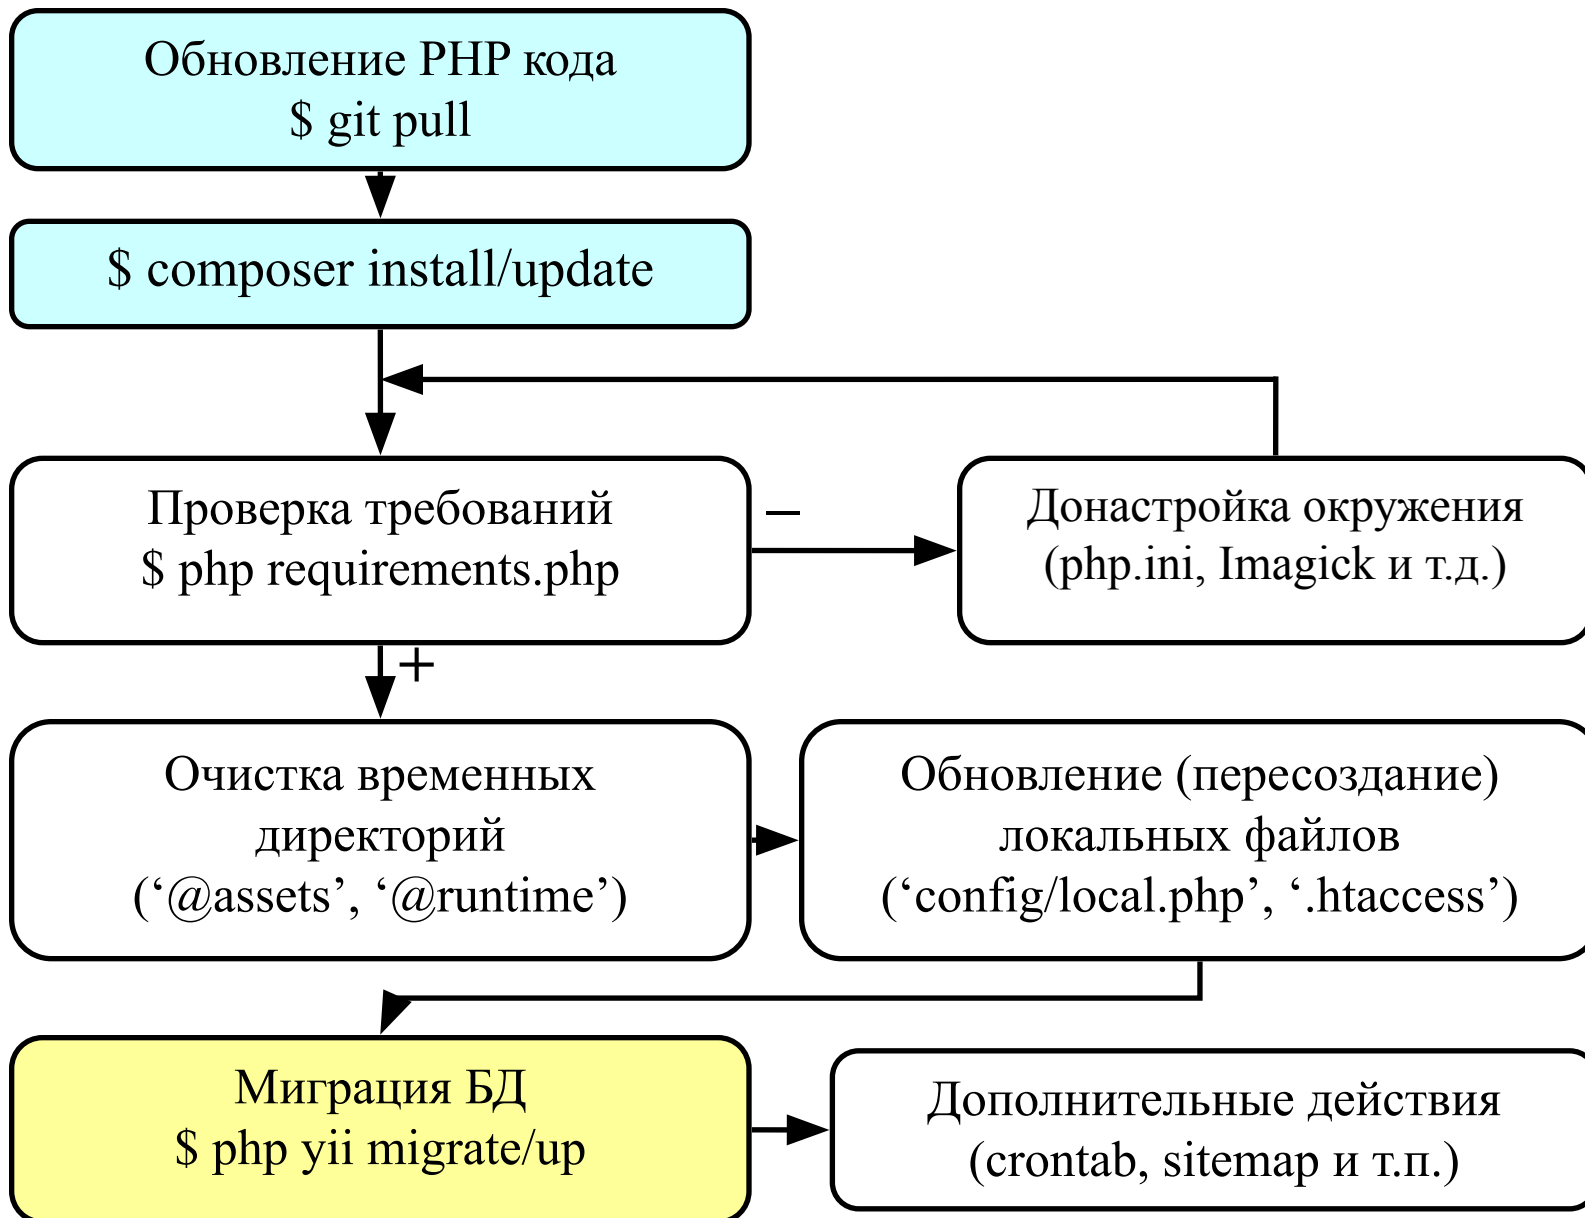 Обновление PHP кода
$ git pull
$ composer install/update
Проверка требований
$ php requirements.php
–
Донастройка окружения
(php.ini, Imagick и т.д.)
+
Очистка временных
директорий
(‘@assets’, ‘@runtime’)
Обновление (пересоздание)
локальных файлов
(‘config/local.php’, ‘.htaccess’)
Миграция БД
$ php yii migrate/up
Дополнительные действия
(crontab, sitemap и т.п.)